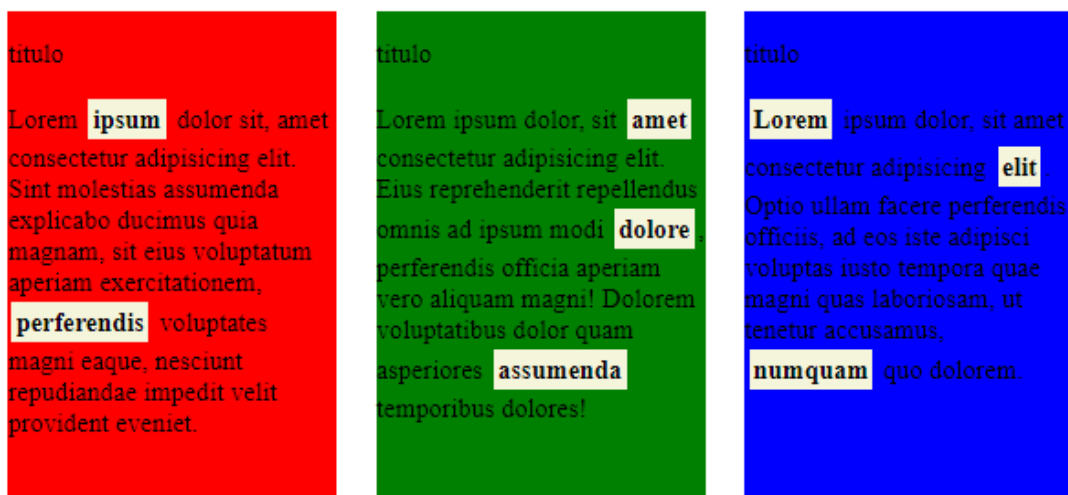 titulo
Lorem ipsum dolor sit, amet
consectetur adipisicing elit.
Sint molestias assumenda
explicabo ducimus quia
magnam, sit eius voluptatum
aperiam exercitationem,
perferendis voluptates
magni eaque, nesciunt
repudiandae impedit velit
provident eveniet.
titulo
Lorem ipsum dolor, sit amet
consectetur adipisicing elit.
Eius reprehenderit repellendus
omnis ad ipsum modi dolore,
perferendis officia aperiam
vero aliquam magni! Dolorem
voluptatibus dolor quam
asperiores assumenda
temporibus dolores!
titulo
Lorem ipsum dolor, sit amet
consectetur adipisicing elit.
Optio ullam facere perferendis
officiis, ad eos iste adipisci
voluptas iusto tempora quae
magni quas laboriosam, ut
tenetur accusamus,
numquam quo dolorem.